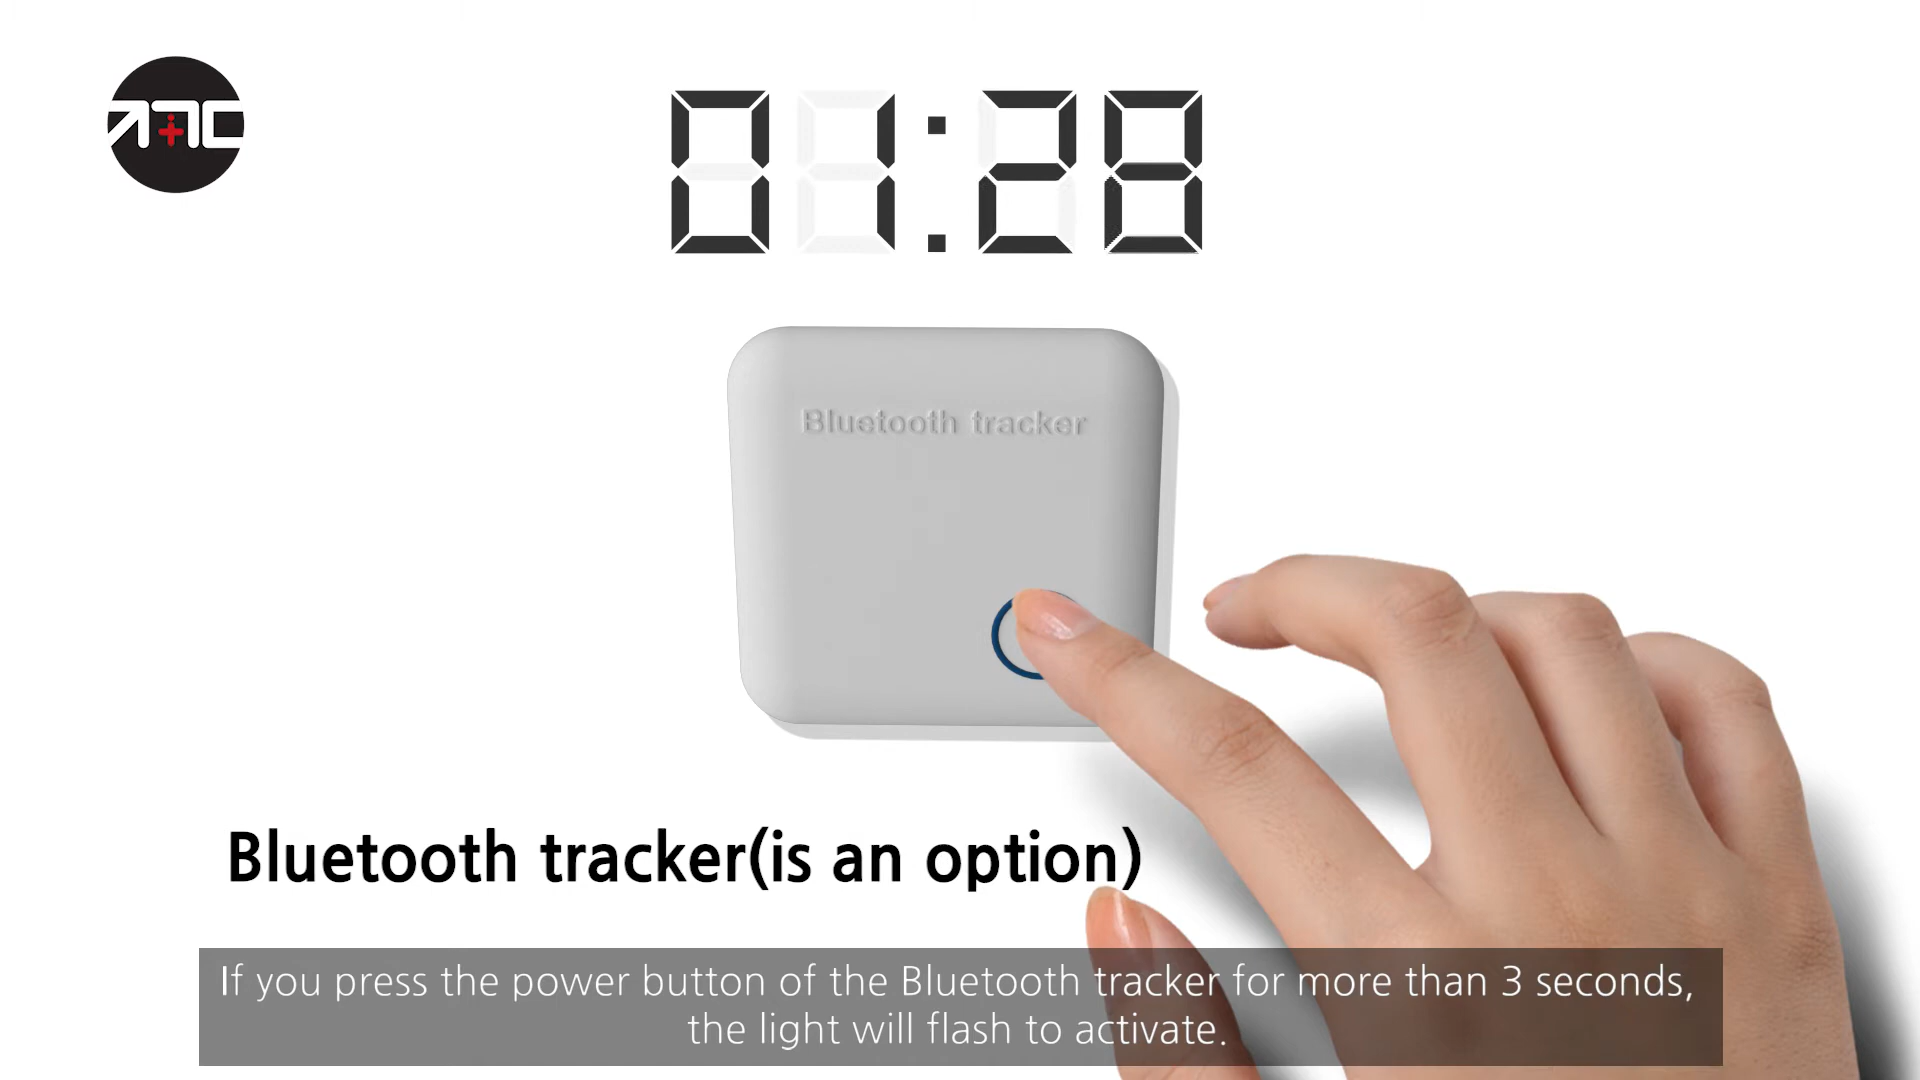 01:28
Bluetooth tracker
Bluetooth tracker(is an option)
If you press the power button of the Bluetooth tracker for more than 3 seconds,
the light will flash to activate.